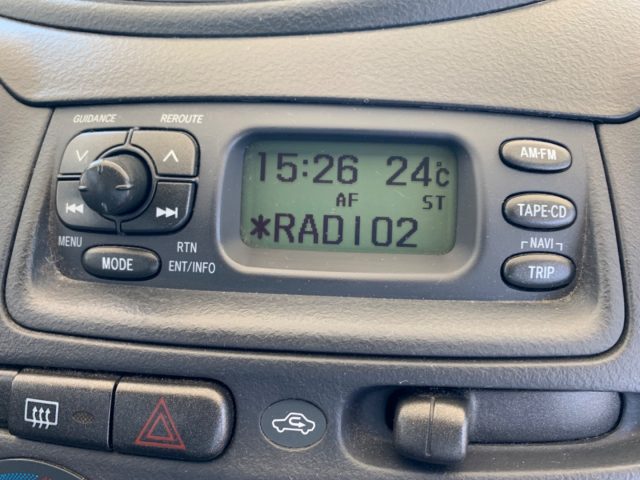 GUIDANCE REROUTE
MENU
RTN
MODE
ENT/INFO
15:26 24°C
AF ST
*RADIO2
AM·FM
TAPE·CD
NAVI
TRIP